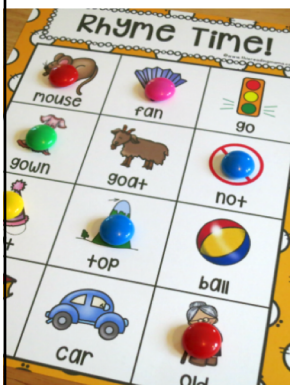 Rhyme Time!
mouse fan go
gown goat not
t top ball
car old